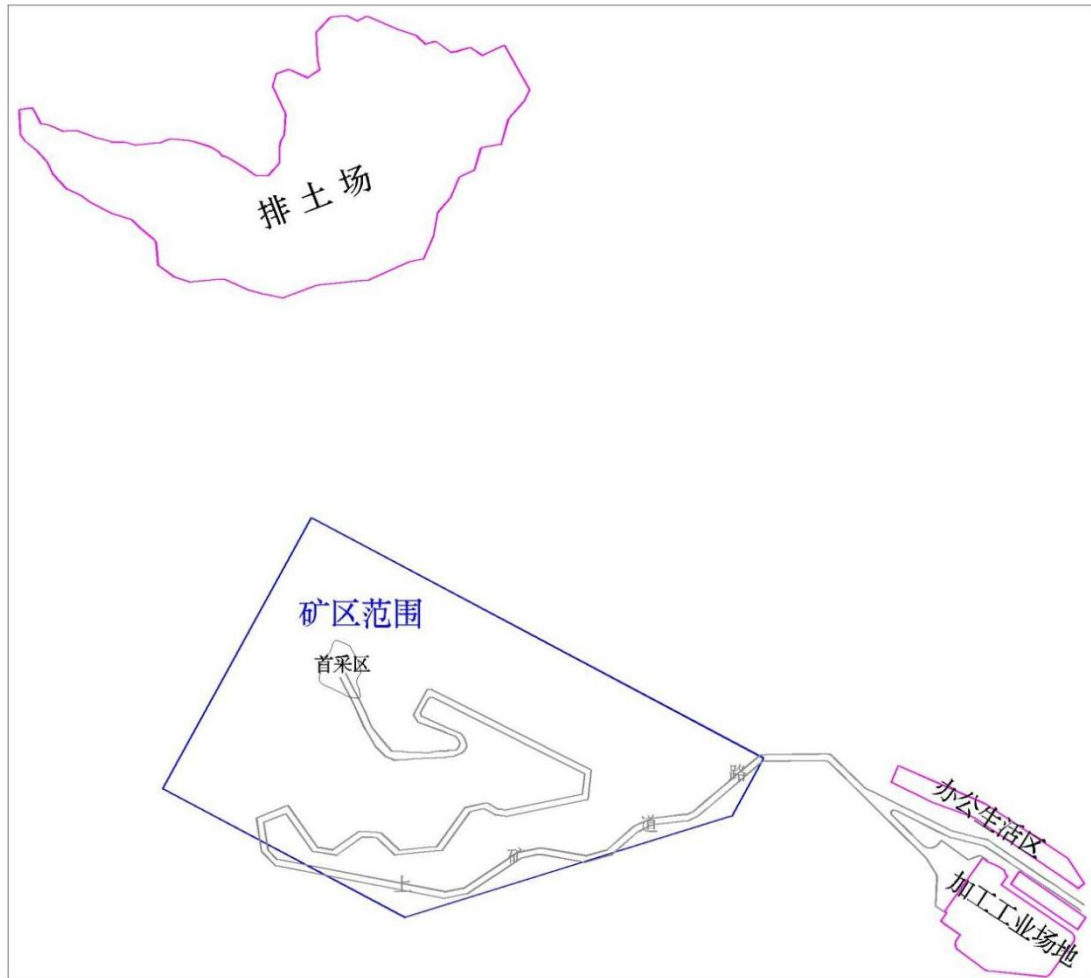 排土场
矿区范围
首采区
上矿道路
办公生活区
加工工业场地